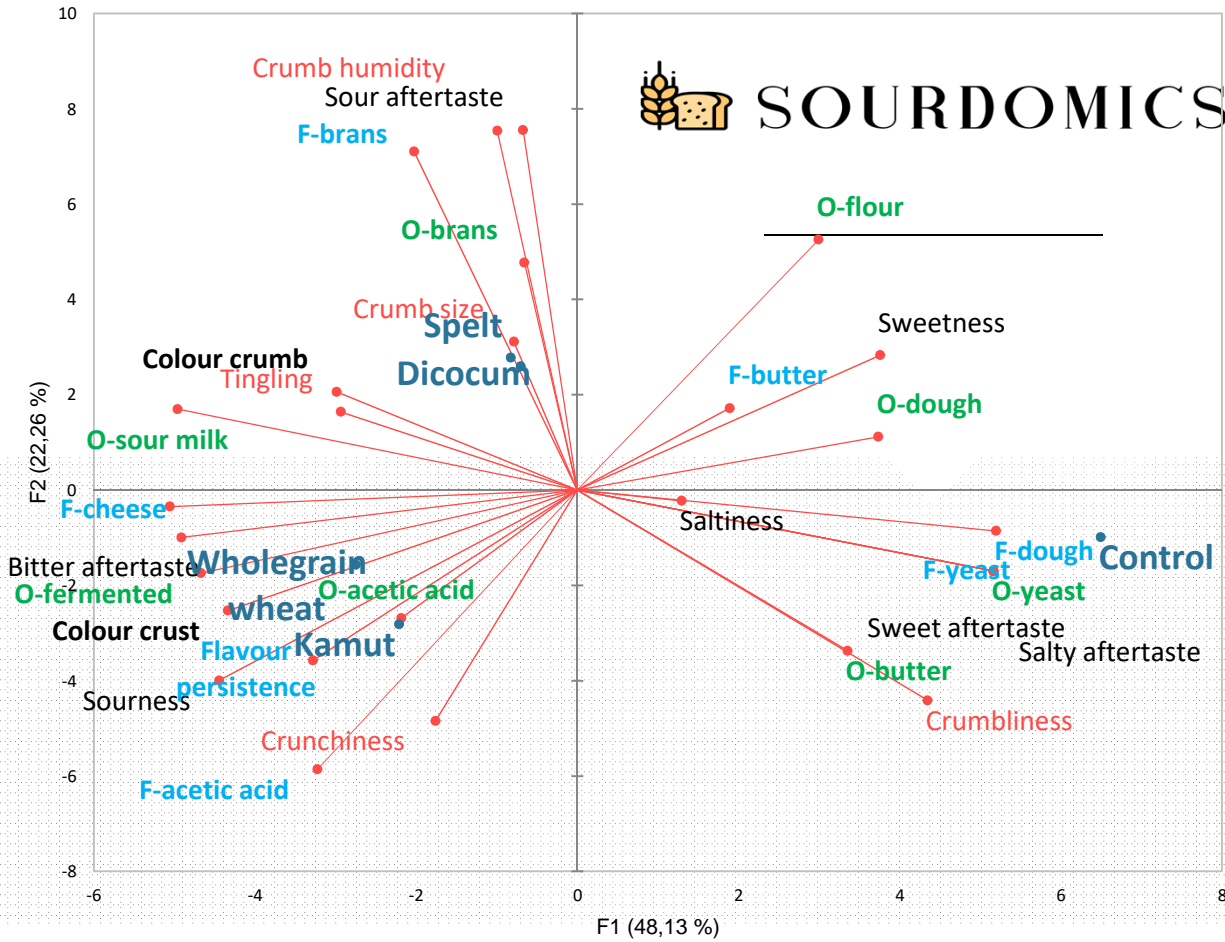 10
Crumb humidity
Sour aftertaste
8
F-brans
SOURDOMICS
6
O-flour
O-brans
4
Crumb size
Spelt
Sweetness
Colour crumb
Tingling
Dicocum
F-butter
2
O-dough
O-sour milk
F2 (22,26 %)
0
F-cheese
Saltiness
Bitter aftertaste
Wholegrain
F-dough
Control
F-yeast
-2
O-fermented
O-acetic acid
O-yeast
wheat
Colour crust
Sweet aftertaste
Flavour
Kamut
Salty aftertaste
O-butter
persistence
-4
Sourness
Crumbliness
Crunchiness
-6
F-acetic acid
-8
-6 -4 -2 0 2 4 6 8
F1 (48,13 %)